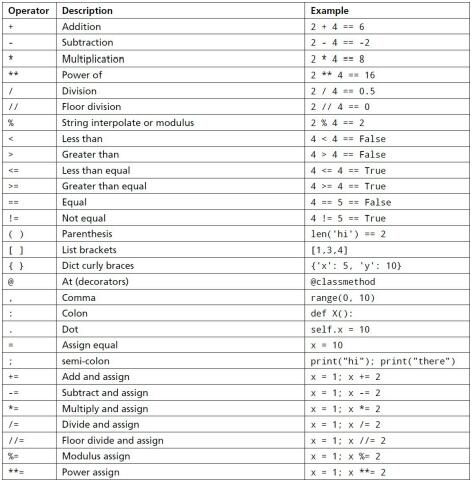 Operator Description Example
+ Addition 2 + 4 == 6
- Subtraction 2 - 4 == -2
* Multiplication 2 * 4 == 8
** Power of 2 ** 4 == 16
/ Division 2 / 4 == 0.5
// Floor division 2 // 4 == 0
% String interpolate or modulus 2 % 4 == 2
< Less than 4 < 4 == False
> Greater than 4 > 4 == False
<= Less than equal 4 <= 4 == True
>= Greater than equal 4 >= 4 == True
== Equal 4 == 5 == False
!= Not equal 4 != 5 == True
( ) Parenthesis len('hi') == 2
[ ] List brackets [1,3,4]
{ } Dict curly braces {'x': 5, 'y': 10}
@ At (decorators) @classmethod
, Comma range(0, 10)
: Colon def X():
. Dot self.x = 10
= Assign equal x = 10
; semi-colon print("hi"); print("there")
+= Add and assign x = 1; x += 2
-= Subtract and assign x = 1; x -= 2
*= Multiply and assign x = 1; x *= 2
/= Divide and assign x = 1; x /= 2
//= Floor divide and assign x = 1; x //= 2
%= Modulus assign x = 1; x %= 2
**= Power assign x = 1; x **= 2